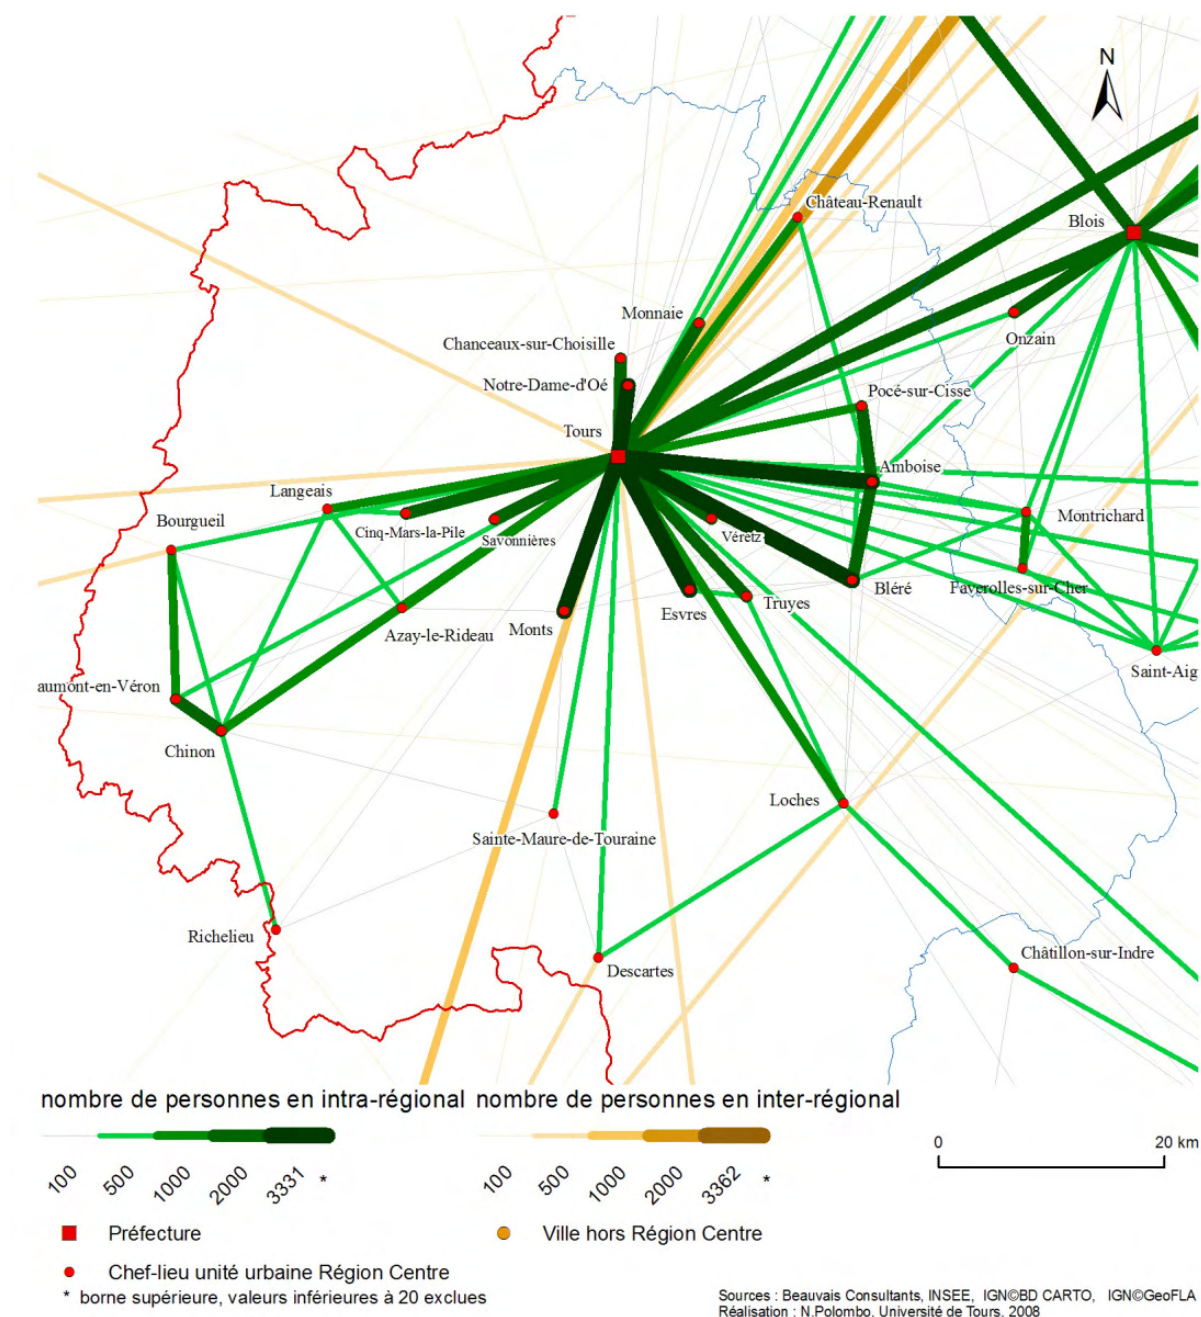 N
Château-Renault
Blois
Monnaie
Onzain
Chanceaux-sur-Choisille
Notre-Dame-d'Oé
Pocé-sur-Cisse
Tours
Amboise
Langeais
Bourgueil
Cinq-Mars-la-Pile
Savonnières
Véretz
Montrichard
Azay-le-Rideau
Monts
Esvres
Truyes
Bléré
Faverolles-sur-Cher
aumont-en-Véron
Saint-Aig
Chinon
Loches
Sainte-Maure-de-Touraine
Richelieu
Descartes
Châtillon-sur-Indre
nombre de personnes en intra-régional nombre de personnes en inter-régional
0 20 km
100 500 1000 2000 3331 * 100 500 1000 2000 3362 *
Préfecture Ville hors Région Centre
Chef-lieu unité urbaine Région Centre
* borne supérieure, valeurs inférieures à 20 exclues
Sources : Beauvais Consultants, INSEE, IGN©BD CARTO, IGN©GeoFLA
Réalisation : N.Polombo, Université de Tours, 2008